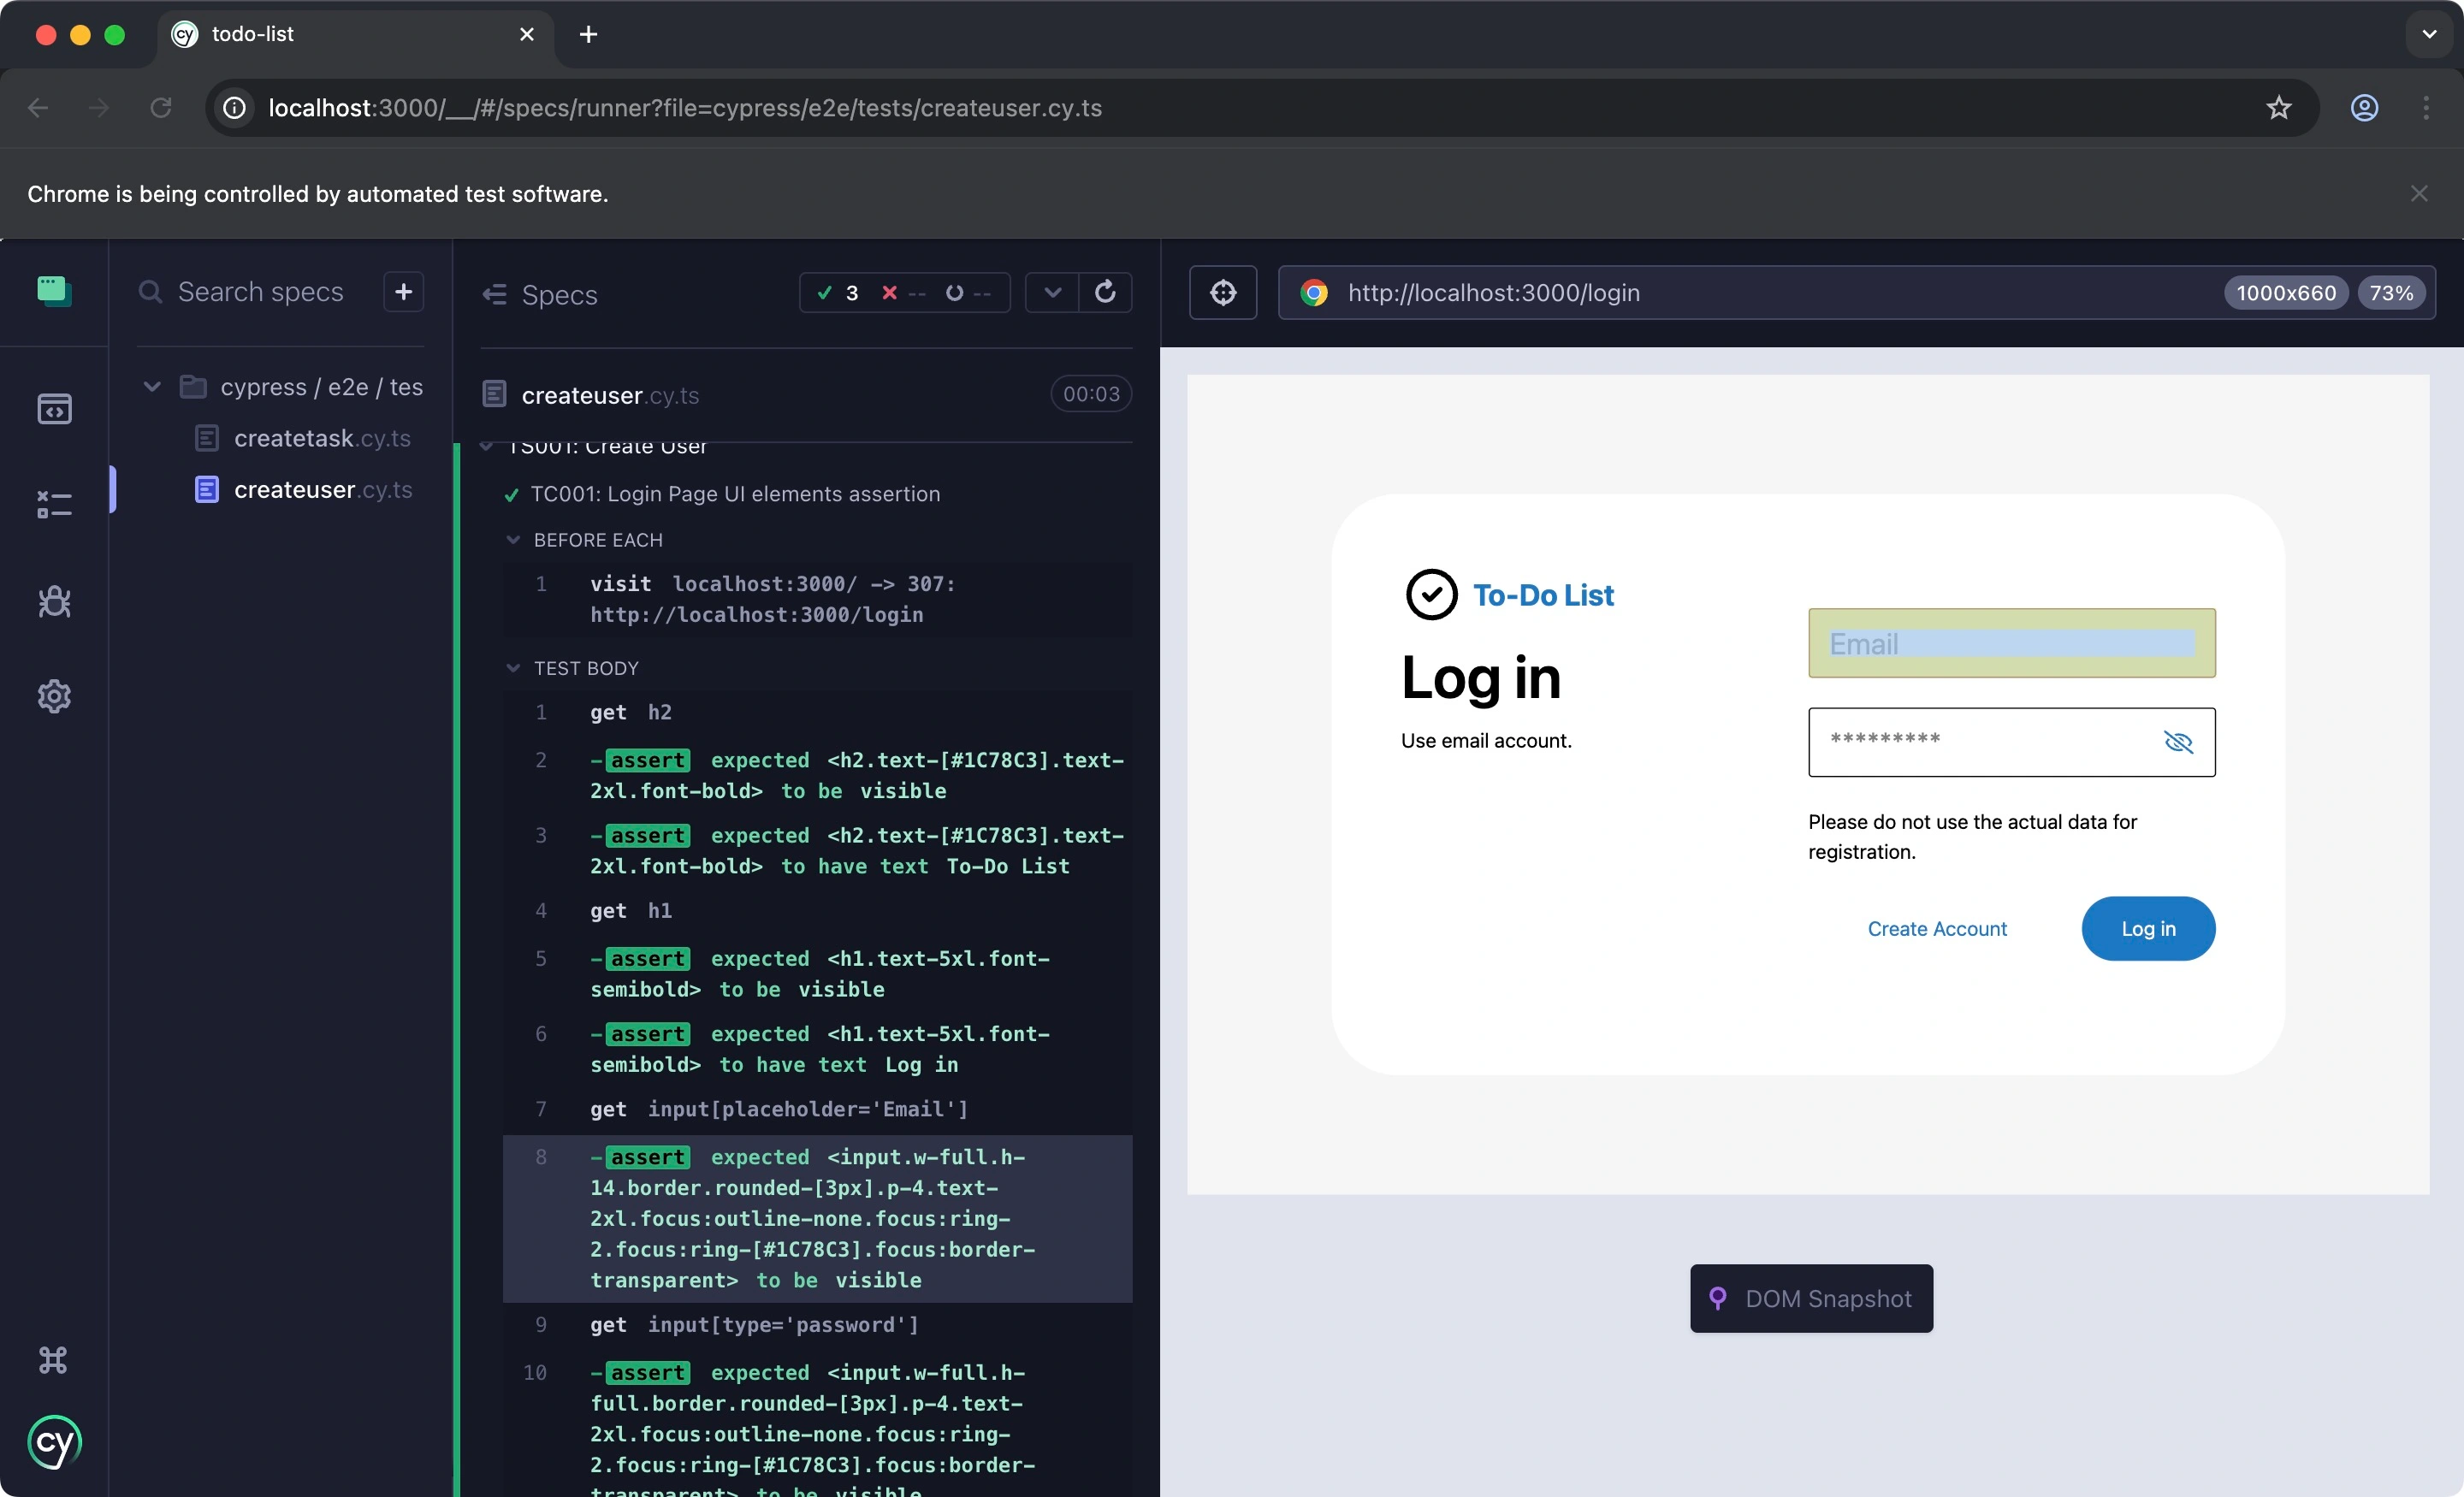 cy todo-list
localhost:3000/__/#/specs/runner?file=cypress/e2e/tests/createuser.cy.ts
Chrome is being controlled by automated test software.
Search specs
cypress / e2e / tes
createtask.cy.ts
createuser.cy.ts
cy
Specs
3 -- --
createuser.cy.ts 00:03
TS001: Create User
TC001: Login Page UI elements assertion
BEFORE EACH
1 visit localhost:3000/ -> 307:
http://localhost:3000/login
TEST BODY
1 get h2
2 -assert expected <h2.text-[#1C78C3].text-
2xl.font-bold> to be visible
3 -assert expected <h2.text-[#1C78C3].text-
2xl.font-bold> to have text To-Do List
4 get h1
5 -assert expected <h1.text-5xl.font-
semibold> to be visible
6 -assert expected <h1.text-5xl.font-
semibold> to have text Log in
7 get input[placeholder='Email']
8 -assert expected <input.w-full.h-
14.border.rounded-[3px].p-4.text-
2xl.focus:outline-none.focus:ring-
2.focus:ring-[#1C78C3].focus:border-
transparent> to be visible
9 get input[type='password']
10 -assert expected <input.w-full.h-
full.border.rounded-[3px].p-4.text-
2xl.focus:outline-none.focus:ring-
2.focus:ring-[#1C78C3].focus:border-
transparent> to be visible
http://localhost:3000/login 1000x660 73%
To-Do List
Log in
Use email account.
Email
*********
Please do not use the actual data for
registration.
Create Account Log in
DOM Snapshot